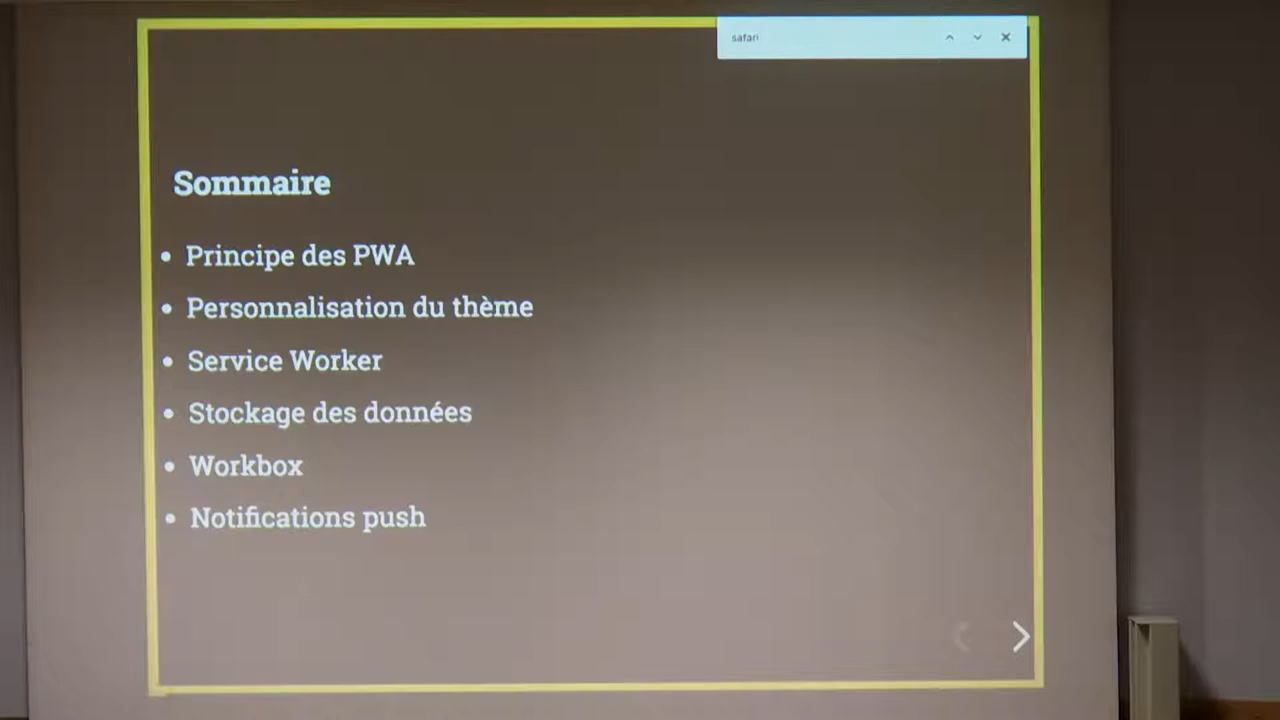 safari
Sommaire
Principe des PWA
Personnalisation du thème
Service Worker
Stockage des données
Workbox
Notifications push